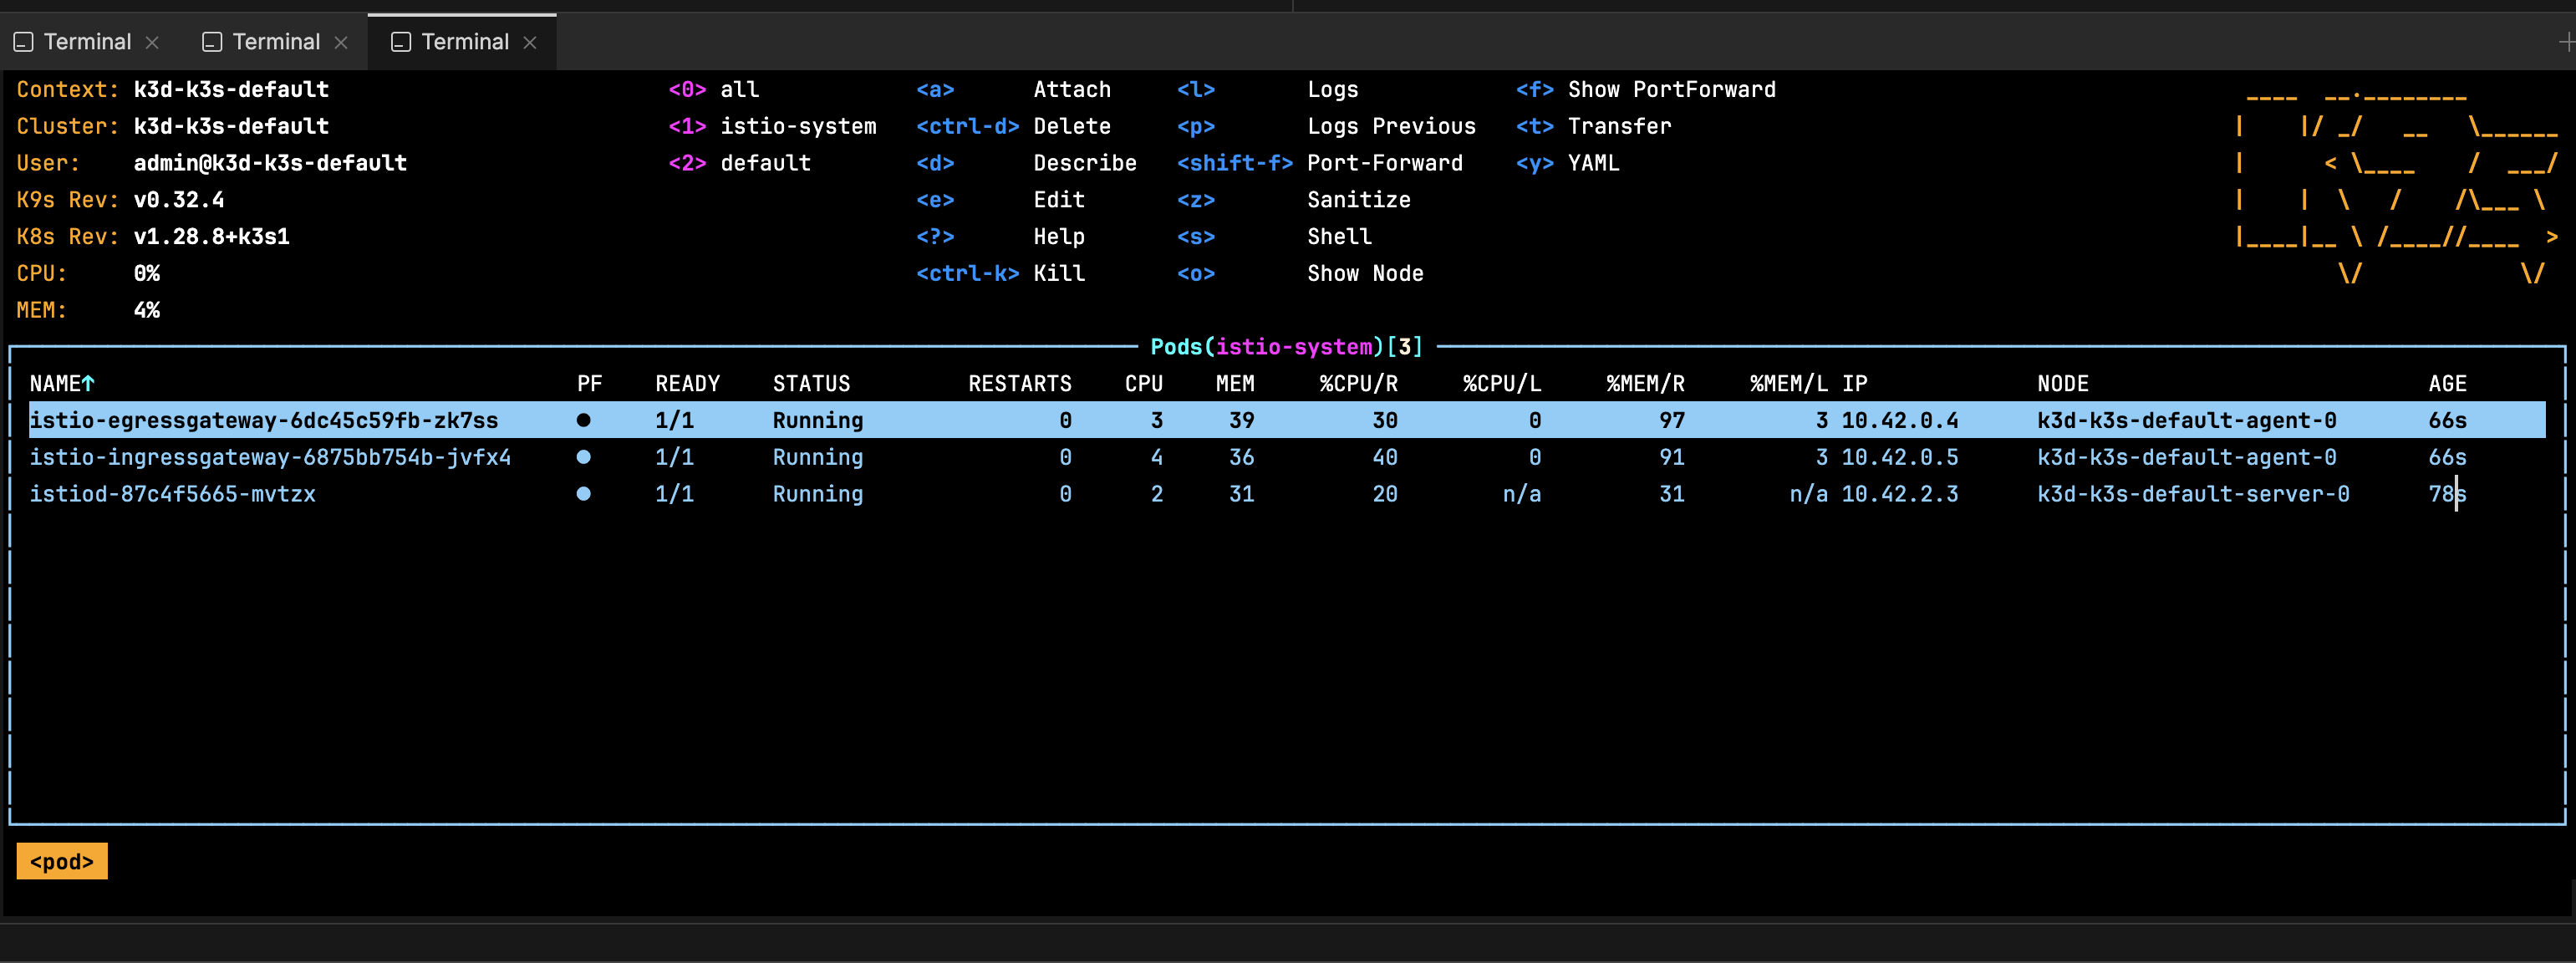 Terminal Terminal Terminal
Context: k3d-k3s-default <0> all <a> Attach <l> Logs <f> Show PortForward
Cluster: k3d-k3s-default <1> istio-system <ctrl-d> Delete <p> Logs Previous <t> Transfer
User: admin@k3d-k3s-default <2> default <d> Describe <shift-f> Port-Forward <y> YAML
K9s Rev: v0.32.4 <e> Edit <z> Sanitize
K8s Rev: v1.28.8+k3s1 <?> Help <s> Shell
CPU: 0% <ctrl-k> Kill <o> Show Node
MEM: 4%
Pods(istio-system)[3]
NAME↑ PF READY STATUS RESTARTS CPU MEM %CPU/R %CPU/L %MEM/R %MEM/L IP NODE AGE
istio-egressgateway-6dc45c59fb-zk7ss ● 1/1 Running 0 3 39 30 0 97 3 10.42.0.4 k3d-k3s-default-agent-0 66s
istio-ingressgateway-6875bb754b-jvfx4 ● 1/1 Running 0 4 36 40 0 91 3 10.42.0.5 k3d-k3s-default-agent-0 66s
istiod-87c4f5665-mvtzx ● 1/1 Running 0 2 31 20 n/a 31 n/a 10.42.2.3 k3d-k3s-default-server-0 78s
<pod>